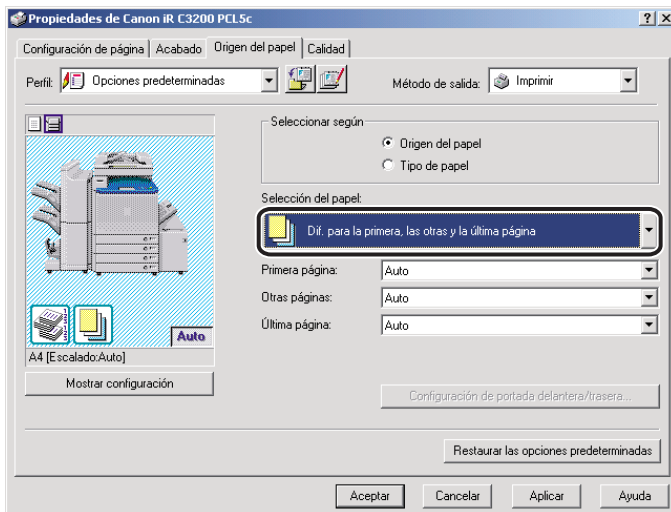 Propiedades de Canon iR C3200 PCL5c
Configuración de página Acabado Origen del papel Calidad
Perfil: Opciones predeterminadas Método de salida: Imprimir
Seleccionar según
Origen del papel
Tipo de papel
Selección del papel:
Dif. para la primera, las otras y la última página
Primera página: Auto
Otras páginas: Auto
Última página: Auto
Auto
A4 [Escalado:Auto]
Mostrar configuración
Configuración de portada delantera/trasera...
Restaurar las opciones predeterminadas
Aceptar Cancelar Aplicar Ayuda